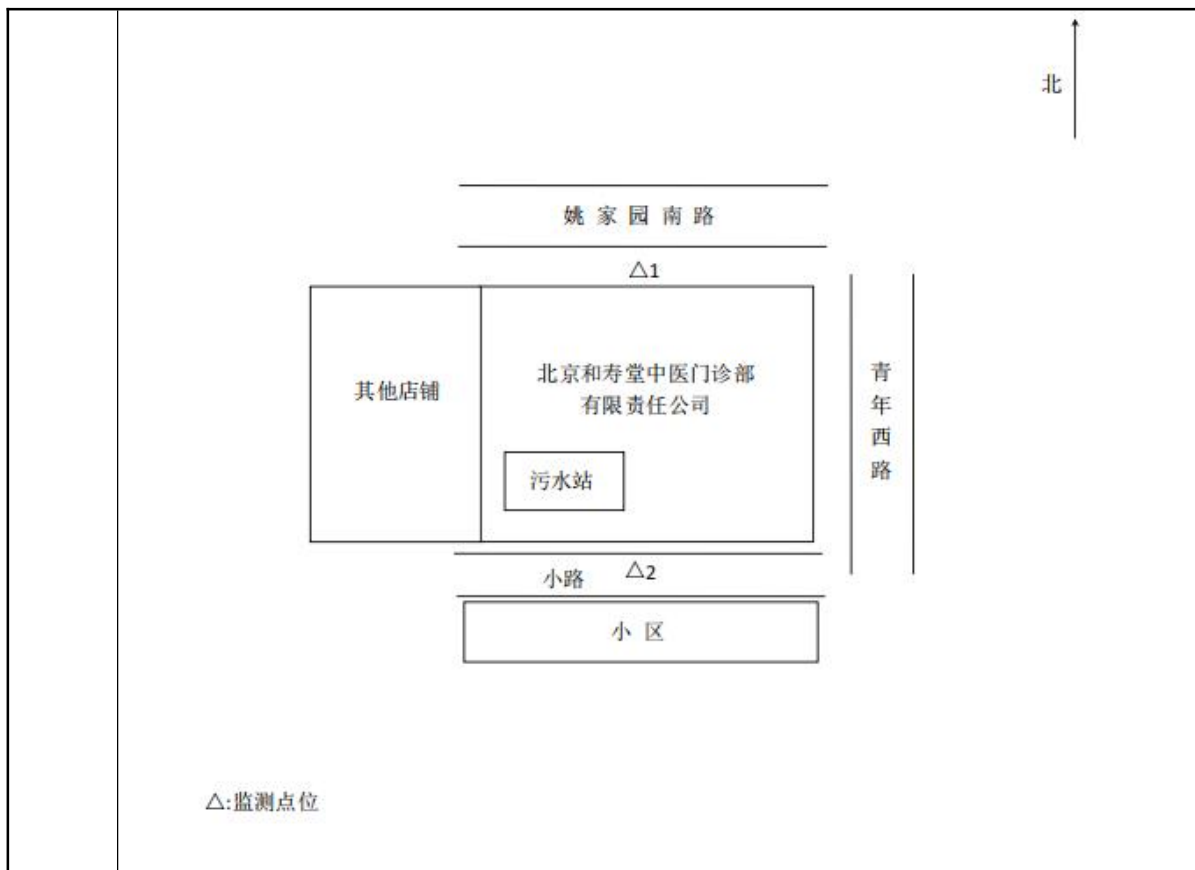 北
姚家园南路
△1
其他店铺
北京和寿堂中医门诊部
有限责任公司
青年西路
污水站
小路
△2
小区
△:监测点位